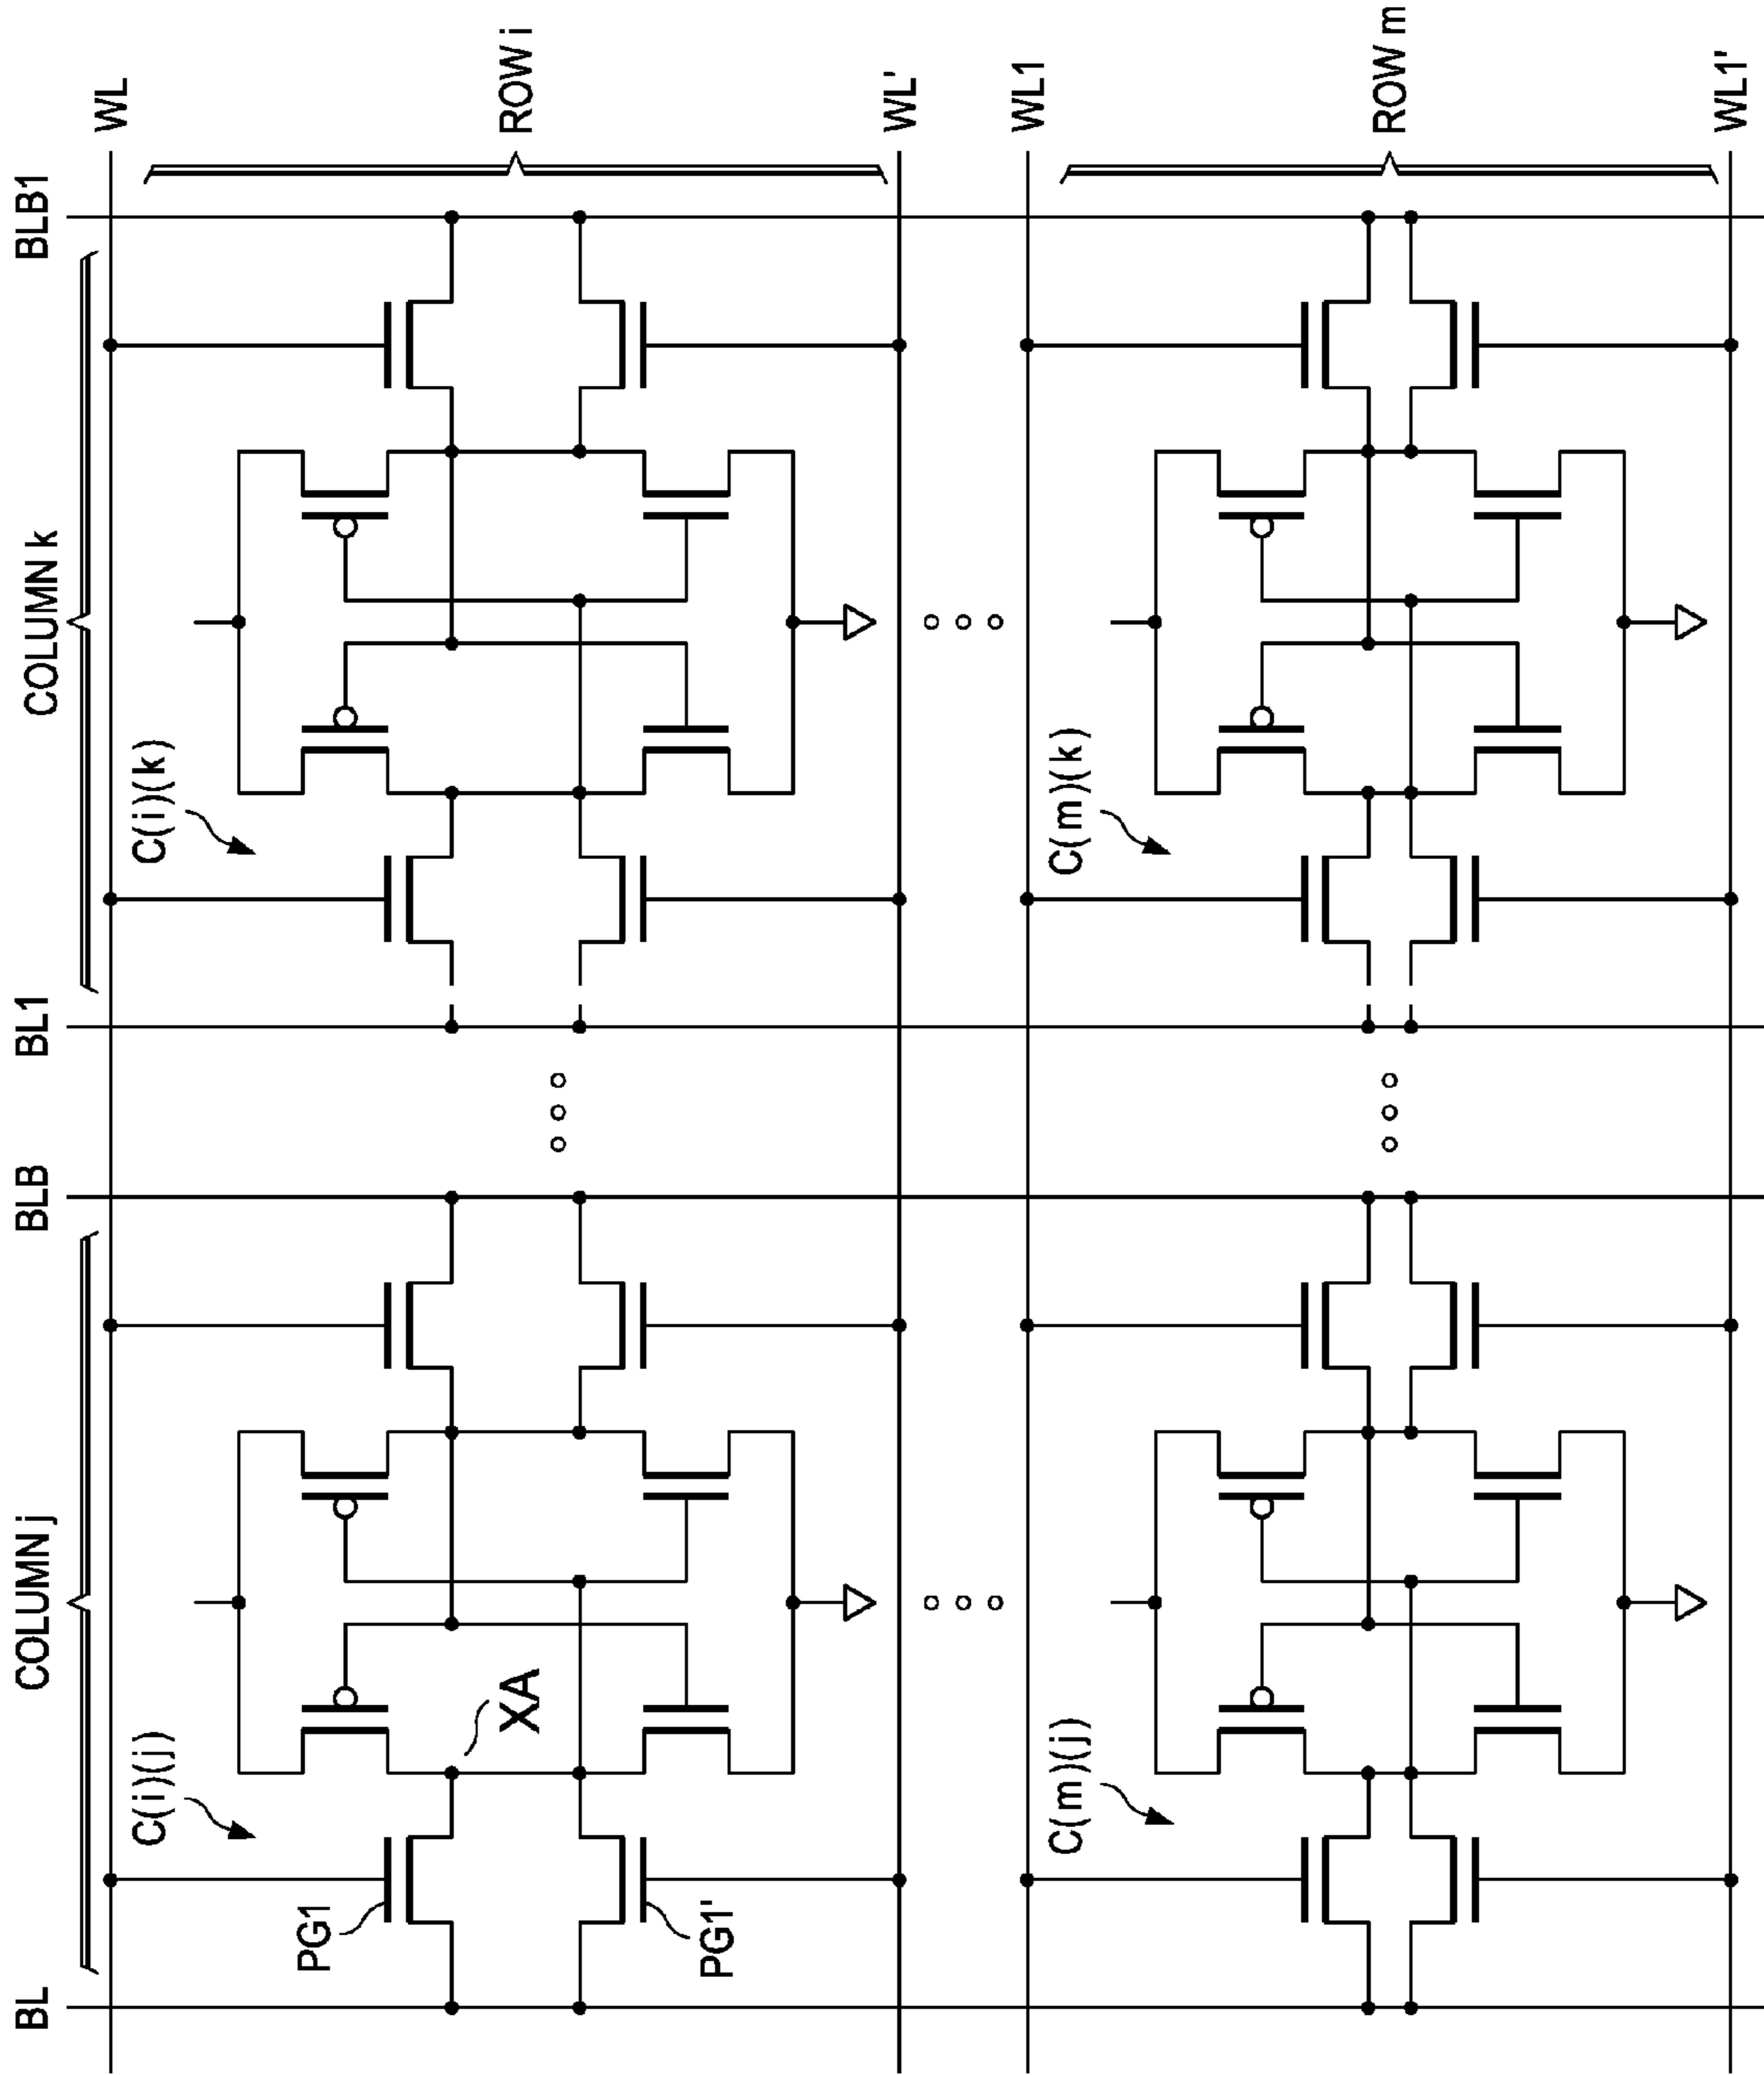 BL
COLUMN j
BLB
BL1
COLUMN k
BLB1
WL
C(i)(j)
C(i)(k)
PG1
XA
PG1'
ROW i
WL'
WL1
C(m)(j)
C(m)(k)
ROW m
WL1'